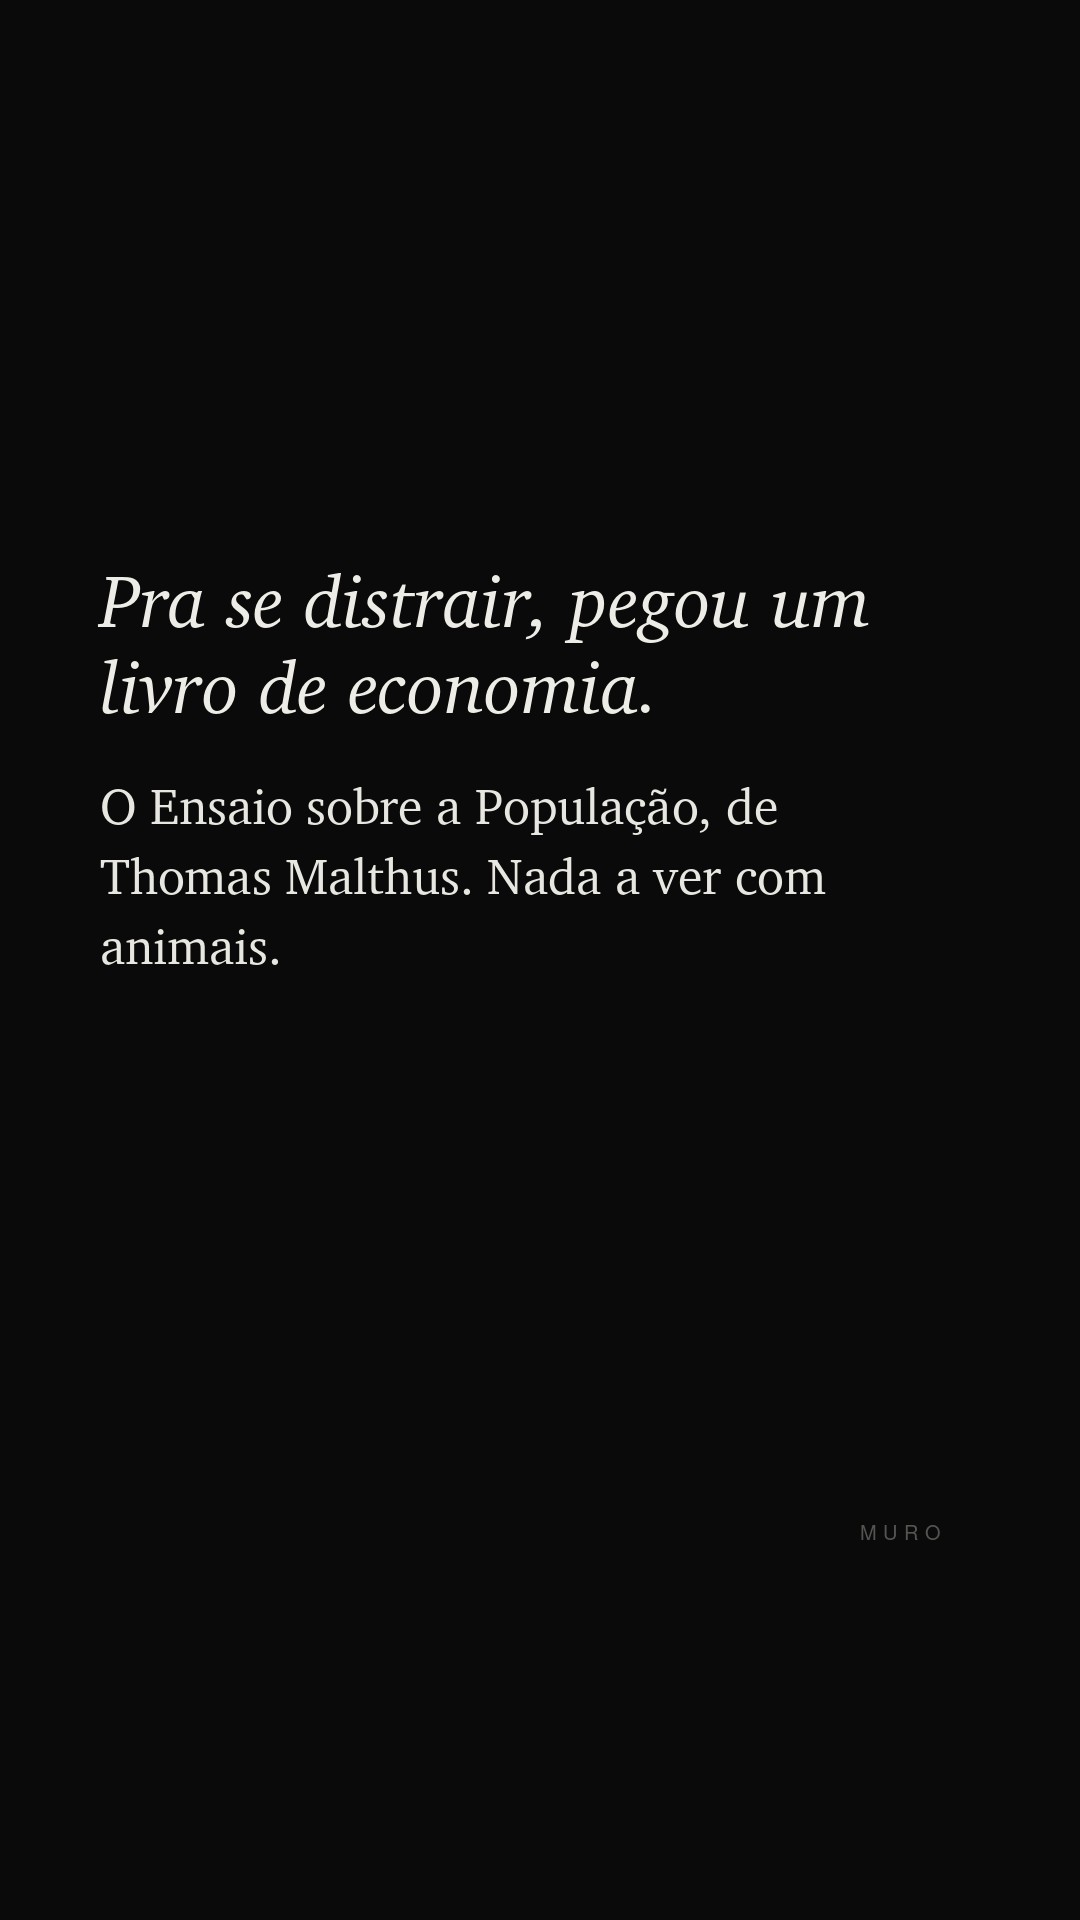 Pra se distrair, pegou um
livro de economia.
O Ensaio sobre a População, de
Thomas Malthus. Nada a ver com
animais.
MURO